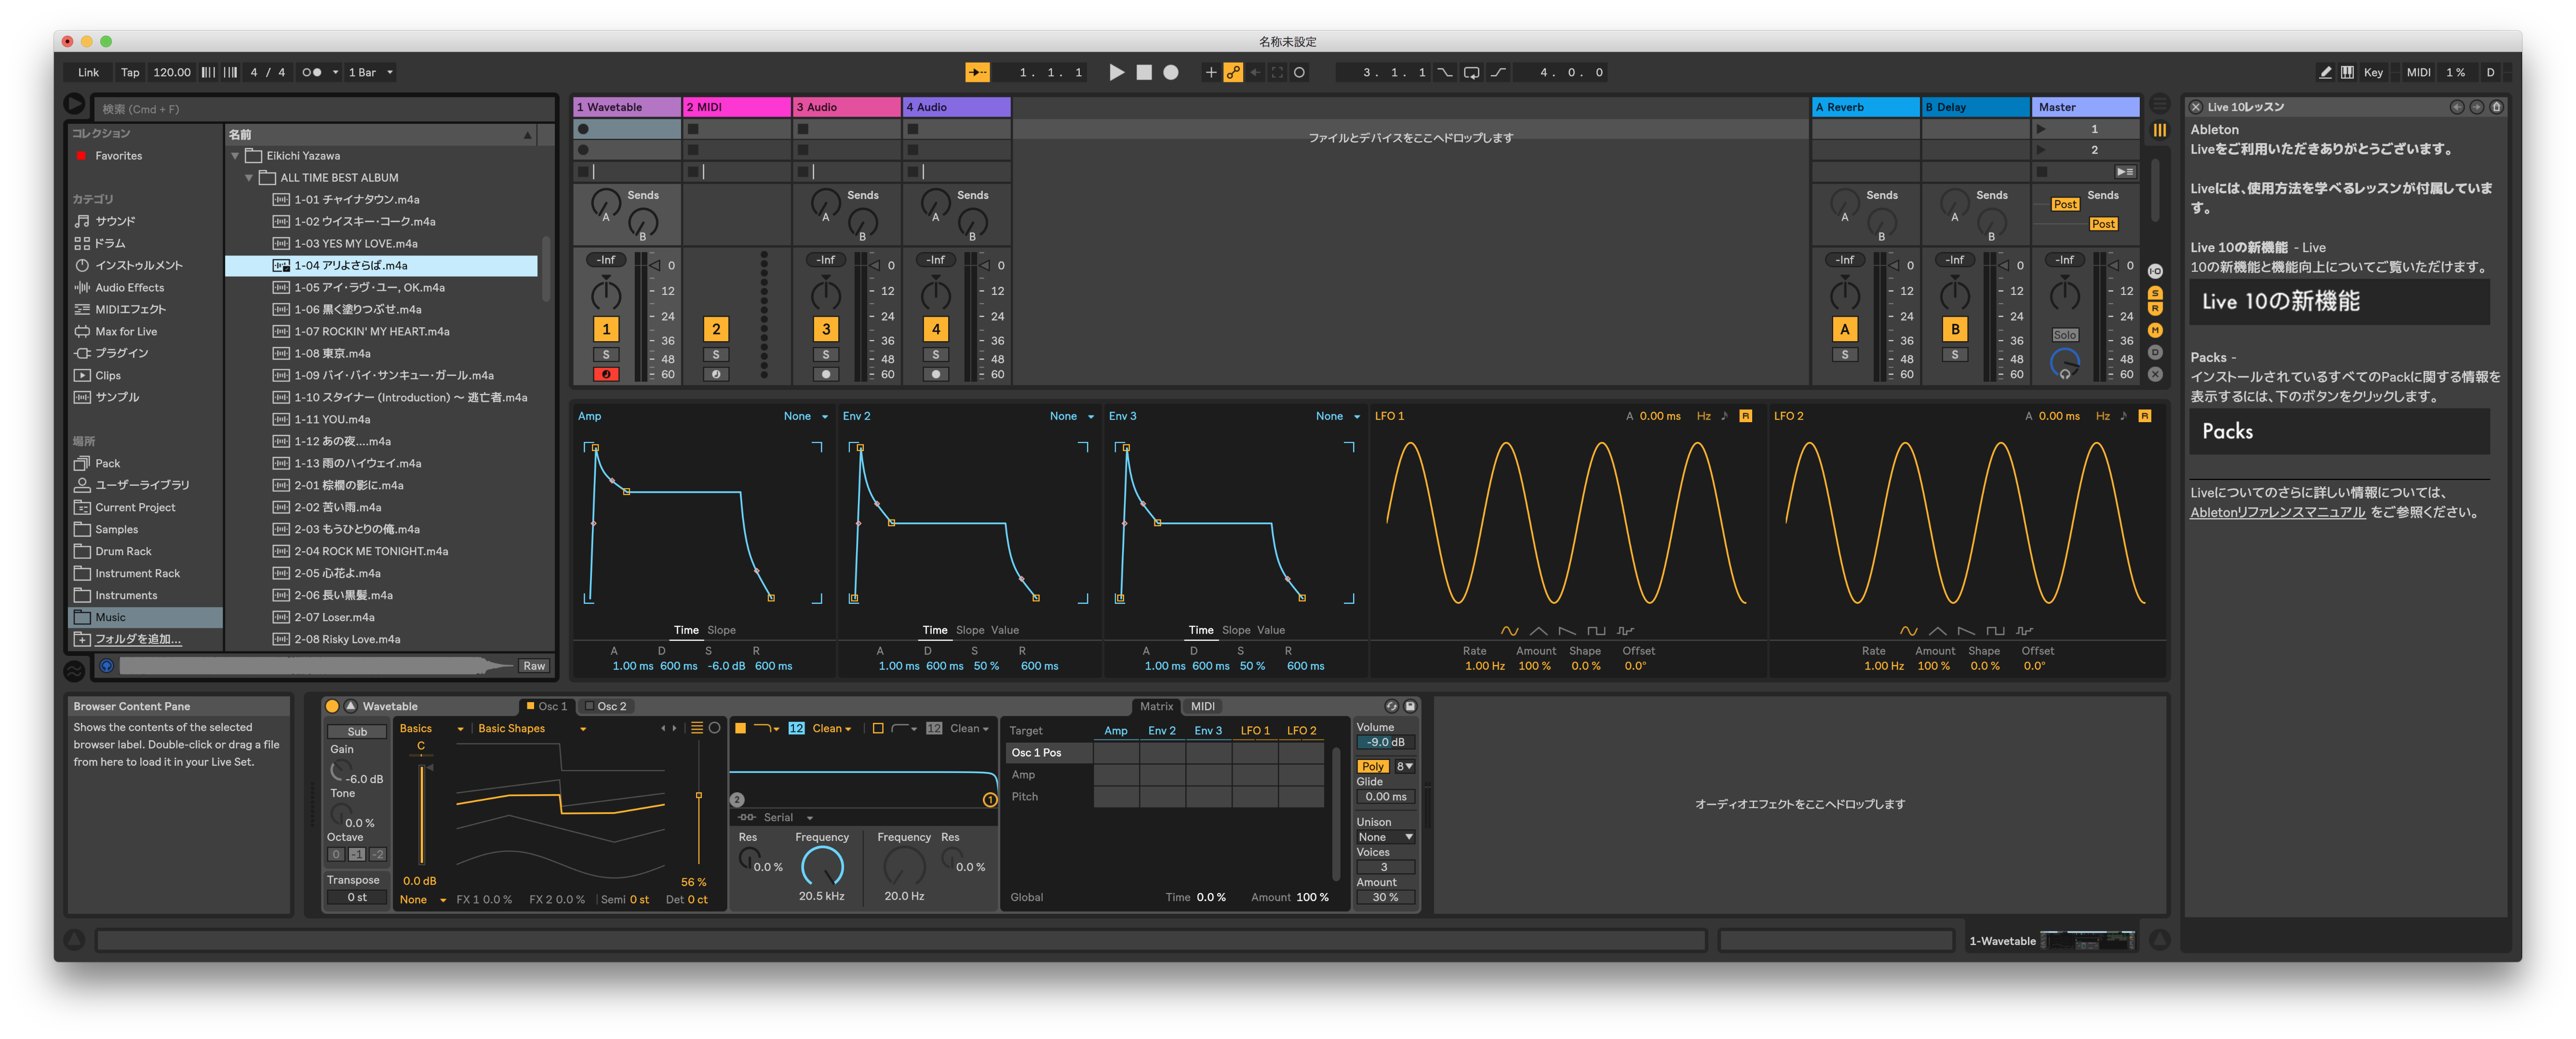 名称未設定
Link Tap 120.00 4 / 4 1 Bar 1. 1. 1 3. 1. 1 4. 0. 0 Key MIDI 1 % D
検索 (Cmd + F)
コレクション
Favorites
カテゴリ
サウンド
ドラム
インストゥルメント
Audio Effects
MIDIエフェクト
Max for Live
プラグイン
Clips
サンプル
場所
Pack
ユーザーライブラリ
Current Project
Samples
Drum Rack
Instrument Rack
Instruments
Music
フォルダを追加...
名前
Eikichi Yazawa
ALL TIME BEST ALBUM
1-01 チャイナタウン.m4a
1-02 ウイスキー・コーク.m4a
1-03 YES MY LOVE.m4a
1-04 アリよさらば.m4a
1-05 アイ・ラヴ・ユー, OK.m4a
1-06 黒く塗りつぶせ.m4a
1-07 ROCKIN' MY HEART.m4a
1-08 東京.m4a
1-09 バイ・バイ・サンキュー・ガール.m4a
1-10 スタイナー (Introduction) 〜 逃亡者.m4a
1-11 YOU.m4a
1-12 あの夜....m4a
1-13 雨のハイウェイ.m4a
2-01 棕櫚の影に.m4a
2-02 苦い雨.m4a
2-03 もうひとりの俺.m4a
2-04 ROCK ME TONIGHT.m4a
2-05 心花よ.m4a
2-06 長い黒髪.m4a
2-07 Loser.m4a
2-08 Risky Love.m4a
Raw
1 Wavetable 2 MIDI 3 Audio 4 Audio A Reverb B Delay Master
ファイルとデバイスをここへドロップします
1
2
Sends Sends Sends Sends Sends Sends
A A A A A Post
B B B B B Post
-Inf 0 -Inf 0 -Inf 0 -Inf 0 -Inf 0 -Inf 0
12 12 12 12 12 12
24 24 24 24 24 24
1 2 3 4 A B Solo
36 36 36 36 36 36
S S S S S S
48 48 48 48 48 48
60 60 60 60 60 60
I·O
S
R
M
D
X
Amp None Env 2 None Env 3 None LFO 1 A 0.00 ms Hz R LFO 2 A 0.00 ms Hz R
Time Slope Time Slope Value Time Slope Value
A D S R A D S R A D S R Rate Amount Shape Offset Rate Amount Shape Offset
1.00 ms 600 ms -6.0 dB 600 ms 1.00 ms 600 ms 50 % 600 ms 1.00 ms 600 ms 50 % 600 ms 1.00 Hz 100 % 0.0 % 0.0° 1.00 Hz 100 % 0.0 % 0.0°
Browser Content Pane
Shows the contents of the selected
browser label. Double-click or drag a file
from here to load it in your Live Set.
Wavetable Osc 1 Osc 2 Matrix MIDI
Sub
Gain
-6.0 dB
Tone
0.0 %
Octave
0 -1 -2
Transpose
0 st
Basics Basic Shapes
C
0.0 dB 56 %
None FX 1 0.0 % FX 2 0.0 % Semi 0 st Det 0 ct
12 Clean 12 Clean
2 1
Serial
Res Frequency Frequency Res
0.0 % 0.0 %
20.5 kHz 20.0 Hz
Target Amp Env 2 Env 3 LFO 1 LFO 2
Osc 1 Pos
Amp
Pitch
Global Time 0.0 % Amount 100 %
Volume
-9.0 dB
Poly 8
Glide
0.00 ms
Unison
None
Voices
3
Amount
30 %
オーディオエフェクトをここへドロップします
1-Wavetable
Live 10レッスン
Ableton
Liveをご利用いただきありがとうございます。
Liveには、使用方法を学べるレッスンが付属していま
す。
Live 10の新機能 - Live
10の新機能と機能向上についてご覧いただけます。
Live 10の新機能
Packs -
インストールされているすべてのPackに関する情報を
表示するには、下のボタンをクリックします。
Packs
Liveについてのさらに詳しい情報については、
Abletonリファレンスマニュアル をご参照ください。